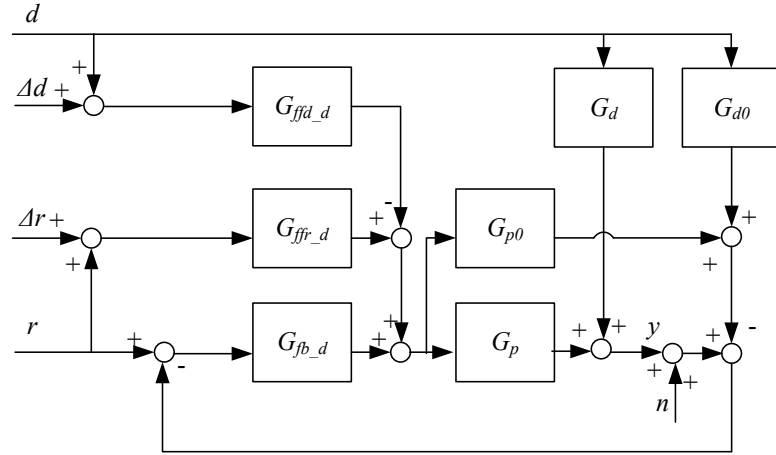 d
+
Δd +
G_ffd_d
G_d
G_d0
-
+
Δr +
+
G_ffr_d
G_p0
+
+
+
r
+
-
G_fb_d
+
+
G_p
+
+
y
+
+
n
+
-